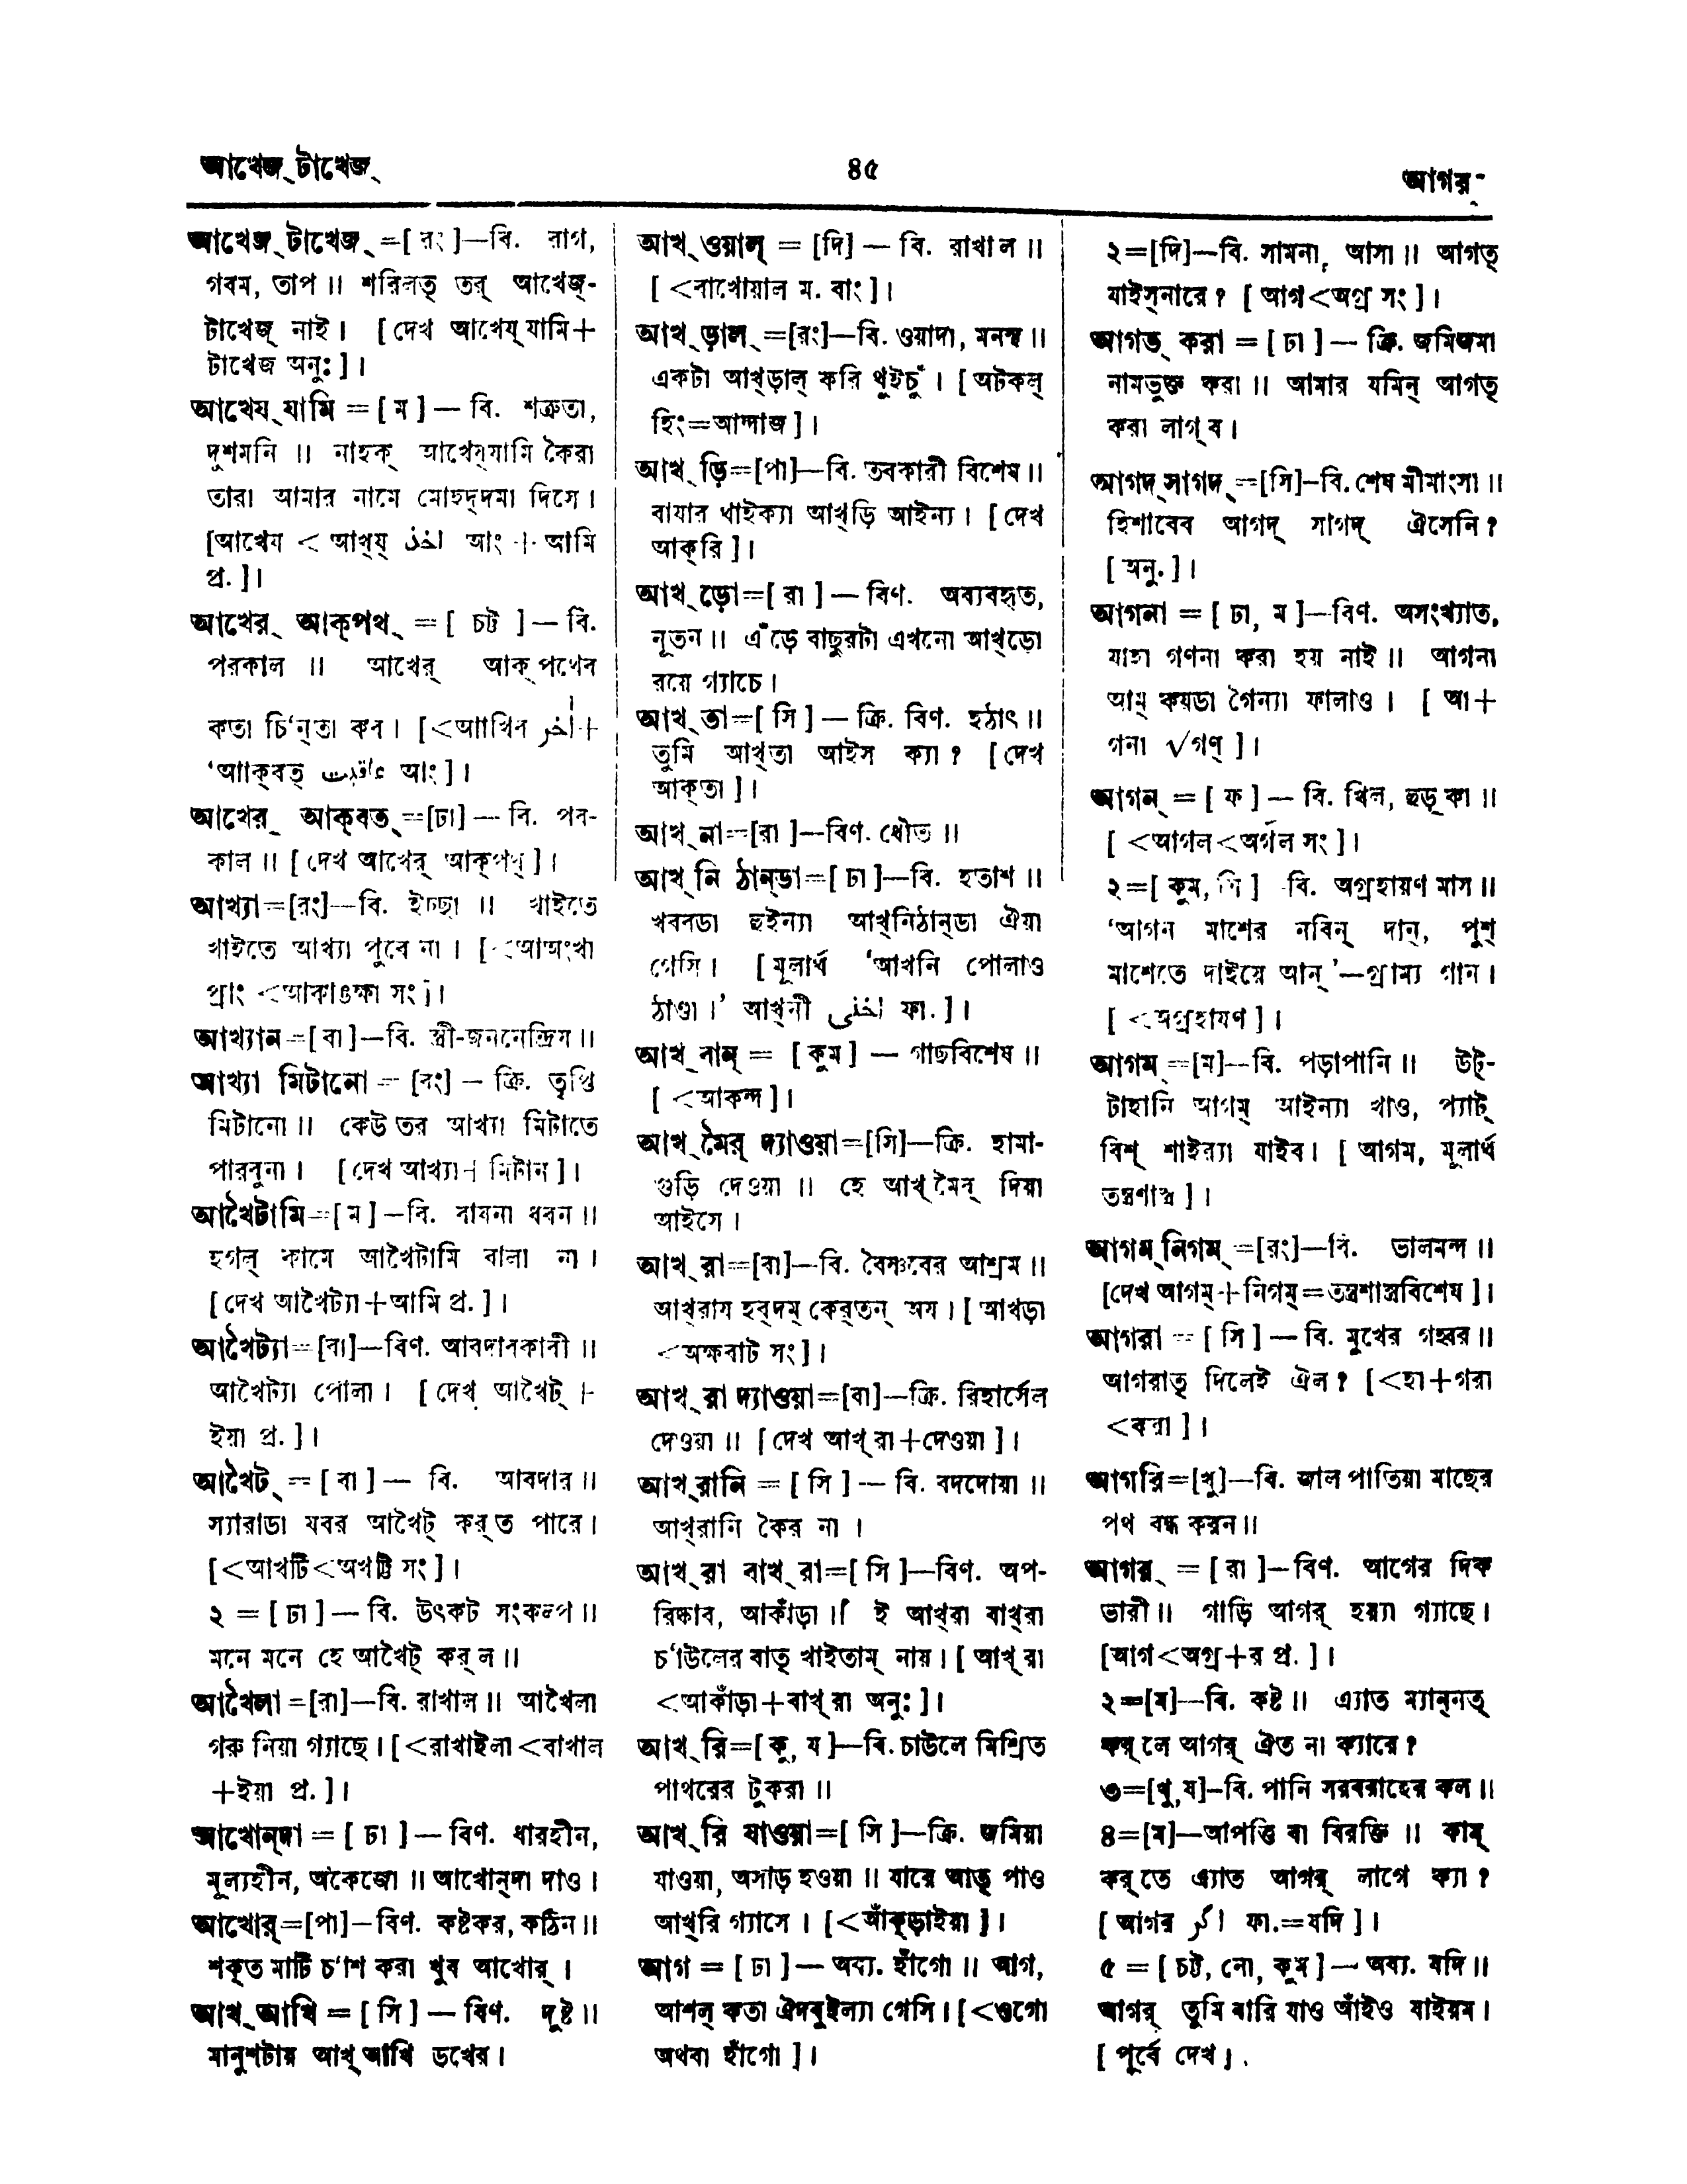 আখেজ্ টাখেজ্
৪৫
আগর্
আখেজ্ টাখেজ্ =[ রং ]—বি. রাগ,
গরম, তাপ ॥ শরিলত্ তর্ আখেজ্-
টাখেজ্ নাই। [ দেখ আখেয্ যামি+
টাখেজ অনুঃ ]।
আখেয্ যামি = [ ম ] — বি. শত্রুতা,
দুশমনি ॥ নাহক্ আখেয্যামি কৈরা
তারা আমার নামে মোহদ্দমা দিসে।
[আখেয < আখ্য্ اخذ আং + আমি
প্র. ]।
আখের্ আক্পথ্ = [ চট্ট ] — বি.
পরকাল ॥ আখের্ আক্ পথের
কতা চি'ন্তা কর। [<আাখির آخر +
'আাক্বত্ عاقبت আং ]।
আখের্ আক্বত্ =[ঢা] — বি. পর-
কাল ॥ [ দেখ আখের্ আক্পথ্ ]।
আখ্যা=[রং]—বি. ইচ্ছা ॥ খাইতে
খাইতে আখ্যা পুরে না। [ <আঅংখা
প্রাং <আকাঙক্ষা সং ]।
আখ্যান=[ বা ]—বি. স্ত্রী-জননেন্দ্রিয় ॥
আখ্যা মিটানো = [রং] — ক্রি. তৃপ্তি
মিটানো ॥ কেউ তর আখ্যা মিটাতে
পারবুনা। [দেখ আখ্যা+ মিটান ]।
আখৈটামি=[ ম ] —বি. বায়না ধরন ॥
হগল্ কামে আখৈটামি বালা না।
[ দেখ আখৈট্যা+আমি প্র. ]।
আখৈট্যা=[বা]—বিণ. আবদারকারী ॥
আখৈট্যা পোলা। [ দেখ্ আখৈট্ +
ইয়া প্র. ]।
আখৈট্ = [ বা ] — বি. আবদার ॥
স্যারাডা যবর আখৈট্ কর্ত পারে।
[<আখটি<অখট্টি সং ]।
২ = [ ঢা ] — বি. উৎকট সংকল্প ॥
মনে মনে হে আখৈট্ কর্ ল ॥
আখৈলা =[রা]—বি. রাখাল ॥ আখৈলা
গরু নিয়া গ্যাছে। [<রাখাইলা<রাখাল
+ইয়া প্র. ]।
আখোন্দা = [ ঢা ] — বিণ. ধারহীন,
মূল্যহীন, অকেজো ॥ আখোন্দা দাও।
আখোর্=[পা]—বিণ. কষ্টকর, কঠিন ॥
শকৃত মাটি চ'াশ করা খুব আখোর্।
আখ্ আখি = [ সি ] — বিণ. দুষ্ট ॥
মানুশটায় আখ্ আখি ডখের।
আখ্ ওয়াল্ = [দি] — বি. রাখাল ॥
[ <রাখোয়াল ম. বাং ]।
আখ্ ড়াল্ =[রং]—বি. ওয়াদা, মনস্থ ॥
একটা আখ্ড়াল্ করি থুইচুঁ। [ অটকল্
হিং=আন্দাজ ]।
আখ্ ড়ি=[পা]—বি. তরকারী বিশেষ ॥
বাযার থাইক্যা আখ্ড়ি আইন্য। [ দেখ
আক্রি ]।
আখ্ ড়ো=[ রা ] — বিণ. অব্যবহৃত,
নূতন ॥ এঁড়ে বাছুরটা এখনো আখ্ড়ো
রয়ে গ্যাচে।
আখ্ তা=[ সি ] — ক্রি. বিণ. হঠাৎ ॥
তুমি আখ্তা আইস ক্যা? [ দেখ
আক্তা ]।
আখ্ না=[রা ]—বিণ. ধৌত ॥
আখ্ নি ঠান্ডা=[ ঢা ]—বি. হতাশ ॥
খবরডা হুইন্যা আখ্নিঠান্ডা ঐয়া
গেসি। [ মূলার্থ 'আখনি পোলাও
ঠাণ্ডা।' আখ্নী اخنی ফা. ]।
আখ্ নান্ = [ কুম ] — গাছবিশেষ ॥
[ <আকন্দ ]।
আখ্ মৈর্ দ্যাওয়া=[সি]—ক্রি. হামা-
গুড়ি দেওয়া ॥ হে আখ্ মৈর্ দিয়া
আইসে।
আখ্ রা=[বা]—বি. বৈষ্ণবের আশ্রম ॥
আখ্রায হর্দম্ কের্তন্ অয। [ আখড়া
<অক্ষবাট সং ]।
আখ্ রা দ্যাওয়া=[বা]—ক্রি. রিহার্সেল
দেওয়া ॥ [ দেখ আখ্ রা+দেওয়া ]।
আখ্ রানি = [ সি ] — বি. বদদোয়া ॥
আখ্রানি কৈর না।
আখ্ রা বাখ্ রা=[ সি ]—বিণ. অপ-
রিষ্কার, আকাঁড়া ॥ ই আখ্রা বাখ্রা
চ'াউলের বাত্ খাইতাম্ নায়। [ আখ্ রা
<আকাঁড়া+বাখ্ রা অনুঃ ]।
আখ্ রি=[ কু, য ]—বি. চাউলে মিশ্রিত
পাথরের টুকরা ॥
আখ্ রি যাওয়া=[ সি ]—ক্রি. জমিয়া
যাওয়া, অসাড় হওয়া ॥ যারে আত্ পাও
আখ্রি গ্যাসে। [<আঁকুড়াইয়া ]।
আগ = [ ঢা ] — অব্য. হাঁগো ॥ আগ,
আশল্ কতা ঐদবুইল্যা গেসি। [<ওগো
অথবা হাঁগো ]।
২=[দি]—বি. সামনা, আসা ॥ আগত্
যাইস্নারে? [ আগ<অগ্র সং ]।
আগত্ করা = [ ঢা ] — ক্রি. জমিজমা
নামভুক্ত করা ॥ আমার যমিন্ আগত্
করা লাগ্ ব।
আগদ্ সাগদ্ =[সি]—বি. শেষ মীমাংসা ॥
হিশাবের আগদ্ সাগদ্ ঐসেনি?
[ অনু. ]।
আগনা = [ ঢা, ম ]—বিণ. অসংখ্যাত,
যাহা গণনা করা হয় নাই ॥ আগনা
আম্ কয়ডা গৈন্যা ফালাও। [ আ+
গনা √গণ্ ]।
আগন্ = [ ফ ] — বি. খিল, হুড়্ কা ॥
[ <আগল<অর্গল সং ]।
২=[ কুম, সি ] -বি. অগ্রহায়ণ মাস ॥
'আগন মাশের নবিন্ দান্, পুশ্
মাশেতে দাইয়ে আন্'—গ্রাম্য গান।
[ <অগ্রহায়ণ ]।
আগম্ =[ম]—বি. পড়াপানি ॥ উট্-
টাহানি আগম্ আইন্যা খাও, প্যাট্
বিশ্ শাইর‍্যা যাইব। [ আগম, মূলার্থ
তন্ত্রশাস্ত্র ]।
আগম্ নিগম্ =[রং]—বি. ভালমন্দ ॥
[দেখ আগম্+নিগম্=তন্ত্রশাস্ত্রবিশেষ ]।
আগরা = [ সি ] — বি. মুখের গহ্বর ॥
আগরাত্ দিলেই ঐল? [<হা+গরা
<করা ]।
আগরি=[খু]—বি. জাল পাতিয়া মাছের
পথ বন্ধ করন ॥
আগর্ = [ রা ]—বিণ. আগের দিক
ভারী ॥ গাড়ি আগর্ হয়্যা গ্যাছে।
[আগ<অগ্র+র প্র. ]।
২=[ম]—বি. কষ্ট ॥ এ্যাত ম্যান্নত্
কর্ লে আগর্ ঐত না ক্যারে?
৩=[খু,য]—বি. পানি সরবরাহের কল ॥
৪=[ম]—আপত্তি বা বিরক্তি ॥ কাম্
কর্ তে এ্যাত আগর্ লাগে ক্যা?
[ আগর اگر ফা.=যদি ]।
৫ = [ চট্ট, নো, কুম ] — অব্য. যদি ॥
আগর্ তুমি বারি যাও আঁইও যাইয়ম।
[ পূর্বে দেখ ].